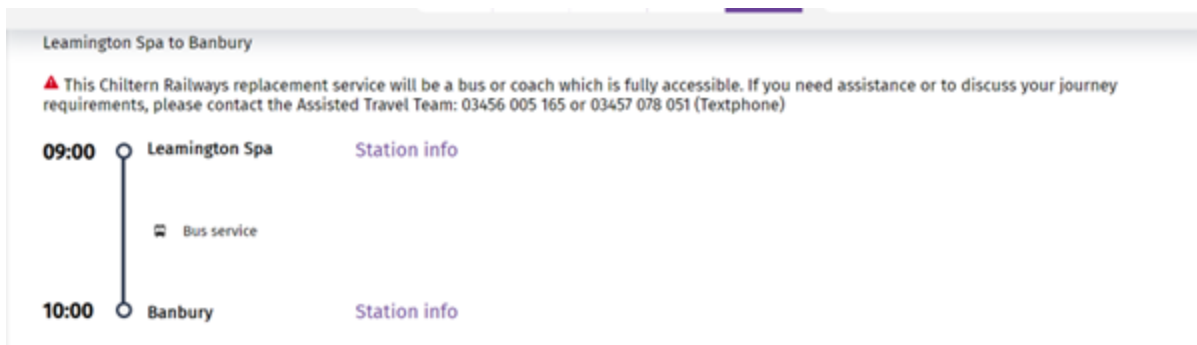 Leamington Spa to Banbury
This Chiltern Railways replacement service will be a bus or coach which is fully accessible. If you need assistance or to discuss your journey
requirements, please contact the Assisted Travel Team: 03456 005 165 or 03457 078 051 (Textphone)
09:00 Leamington Spa Station info
Bus service
10:00 Banbury Station info